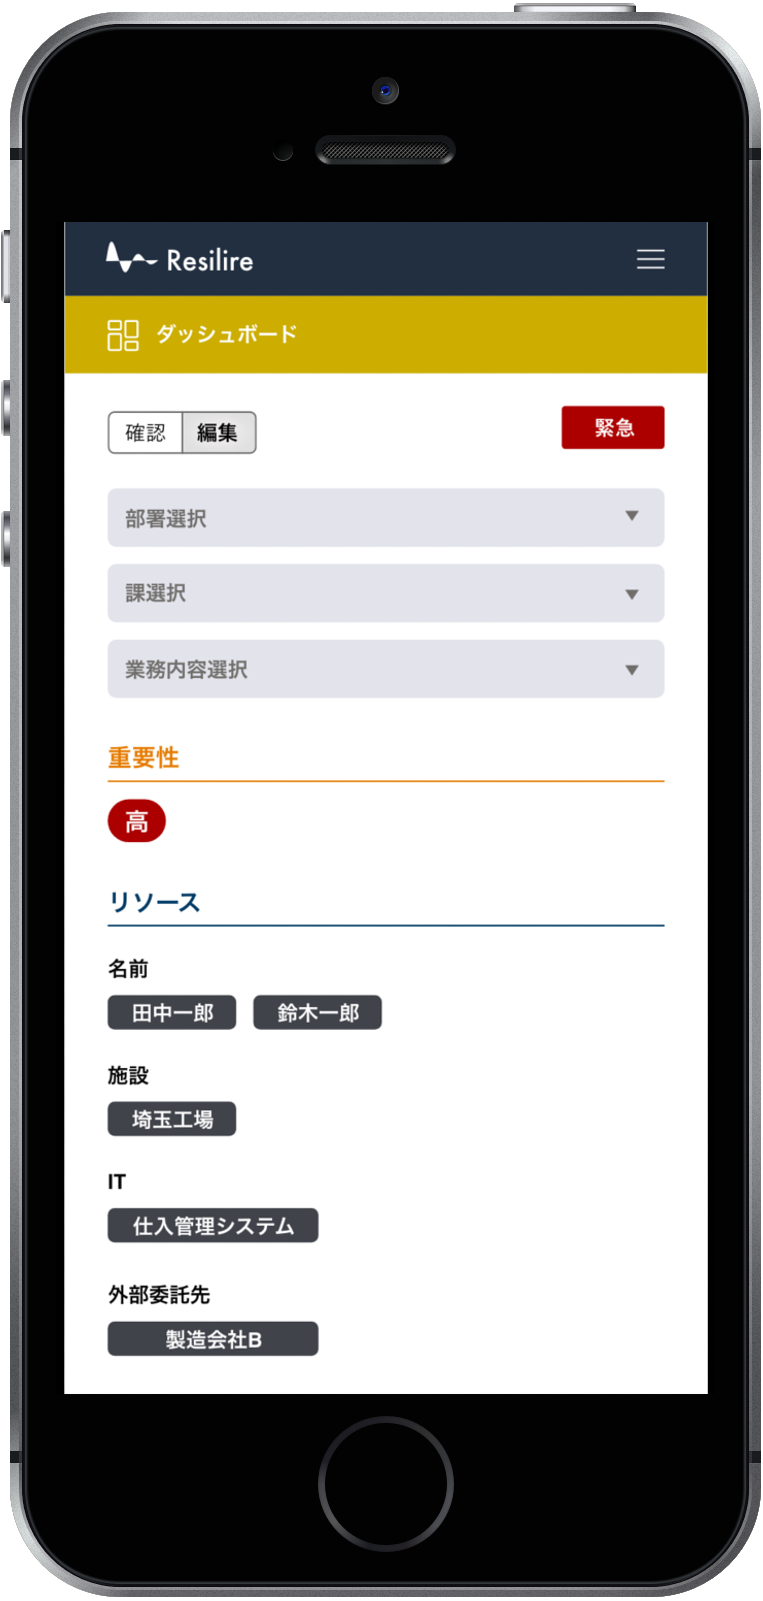 Resilire
ダッシュボード
確認 編集 緊急
部署選択
課選択
業務内容選択
重要性
高
リソース
名前
田中一郎 鈴木一郎
施設
埼玉工場
IT
仕入管理システム
外部委託先
製造会社B